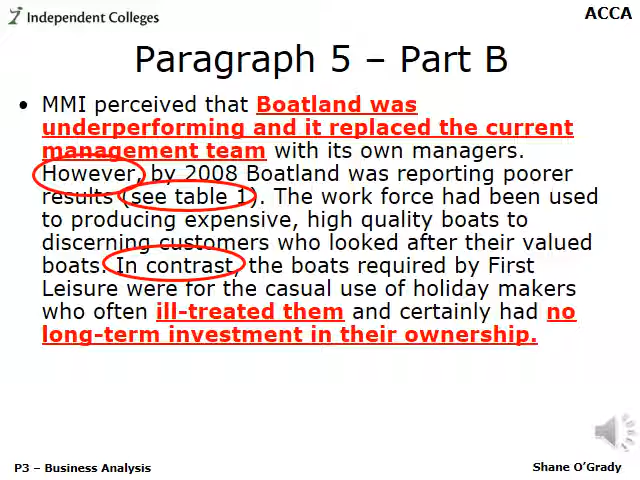 Independent Colleges
ACCA
Paragraph 5 – Part B
• MMI perceived that Boatland was
underperforming and it replaced the current
management team with its own managers.
However, by 2008 Boatland was reporting poorer
results (see table 1). The work force had been used
to producing expensive, high quality boats to
discerning customers who looked after their valued
boats. In contrast, the boats required by First
Leisure were for the casual use of holiday makers
who often ill-treated them and certainly had no
long-term investment in their ownership.
P3 – Business Analysis
Shane O'Grady